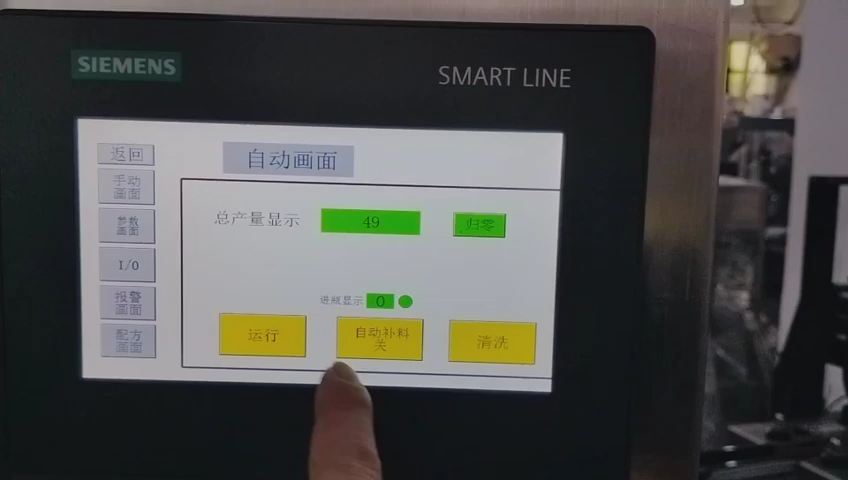 SIEMENS
SMART LINE
返回
自动画面
手动
画面
参数
画面
I/O
报警
画面
配方
画面
总产量显示
49
归零
进瓶显示
0
运行
自动补料
关
清洗